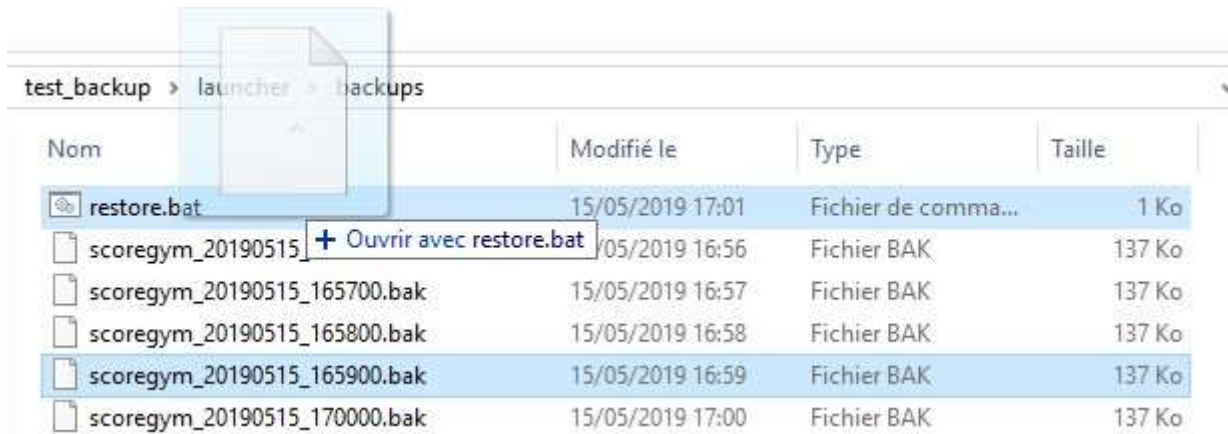 test_backup > launcher > backups
Nom Modifié le Type Taille
restore.bat 15/05/2019 17:01 Fichier de comma... 1 Ko
+ Ouvrir avec restore.bat
scoregym_20190515_ /05/2019 16:56 Fichier BAK 137 Ko
scoregym_20190515_165700.bak 15/05/2019 16:57 Fichier BAK 137 Ko
scoregym_20190515_165800.bak 15/05/2019 16:58 Fichier BAK 137 Ko
scoregym_20190515_165900.bak 15/05/2019 16:59 Fichier BAK 137 Ko
scoregym_20190515_170000.bak 15/05/2019 17:00 Fichier BAK 137 Ko